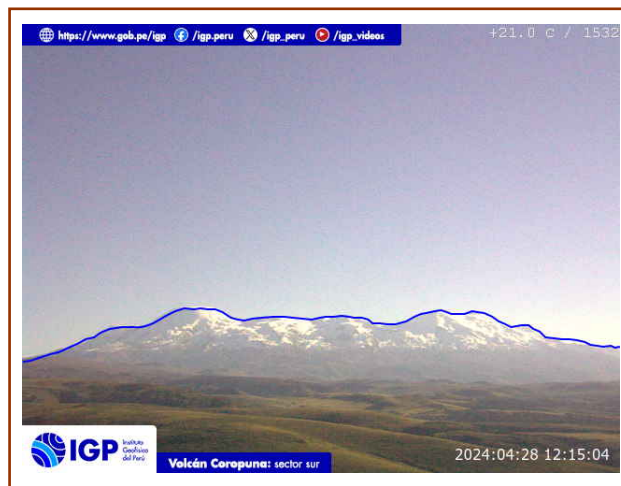 https://www.gob.pe/igp /igp.peru /igp_peru /igp_videos
+21.0 C / 1532
IGP
Instituto
Geofísico
del Perú
Volcán Coropuna: sector sur
2024:04:28 12:15:04